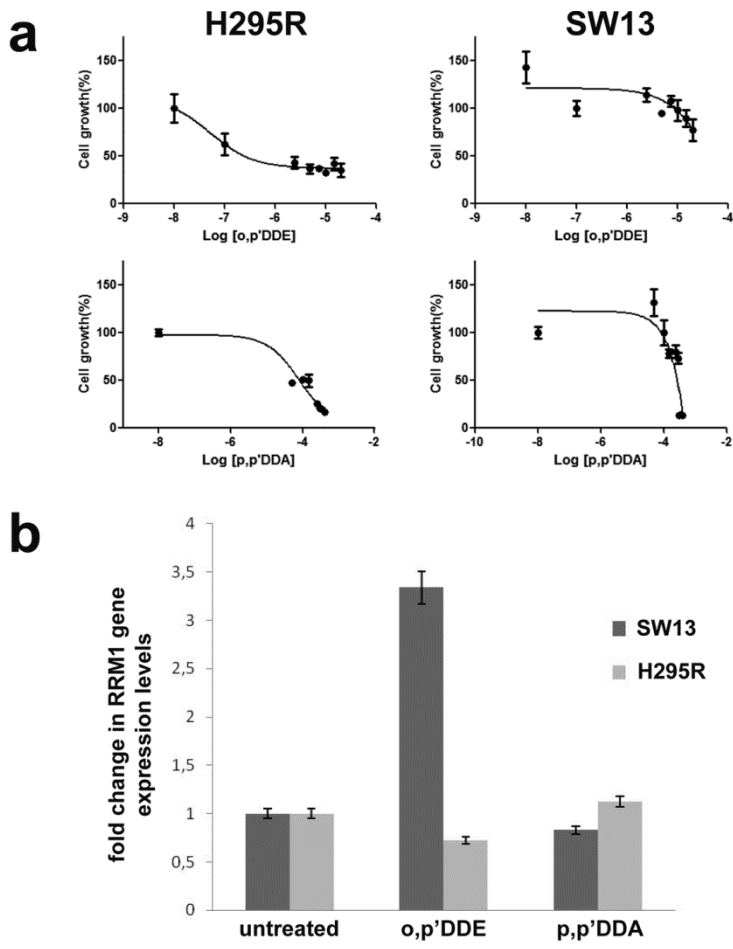 a
H295R
SW13
Cell growth(%)
150
100
50
0
-9 -8 -7 -6 -5 -4
Log [o,p'DDE]
Cell growth(%)
150
100
50
0
-9 -8 -7 -6 -5 -4
Log [o,p'DDE]
Cell growth(%)
150
100
50
0
-8 -6 -4 -2
Log [p,p'DDA]
Cell growth(%)
150
100
50
0
-10 -8 -6 -4 -2
Log [p,p'DDA]
b
fold change in RRM1 gene
expression levels
4
3,5
3
2,5
2
1,5
1
0,5
0
SW13
H295R
untreated o,p’DDE p,p’DDA